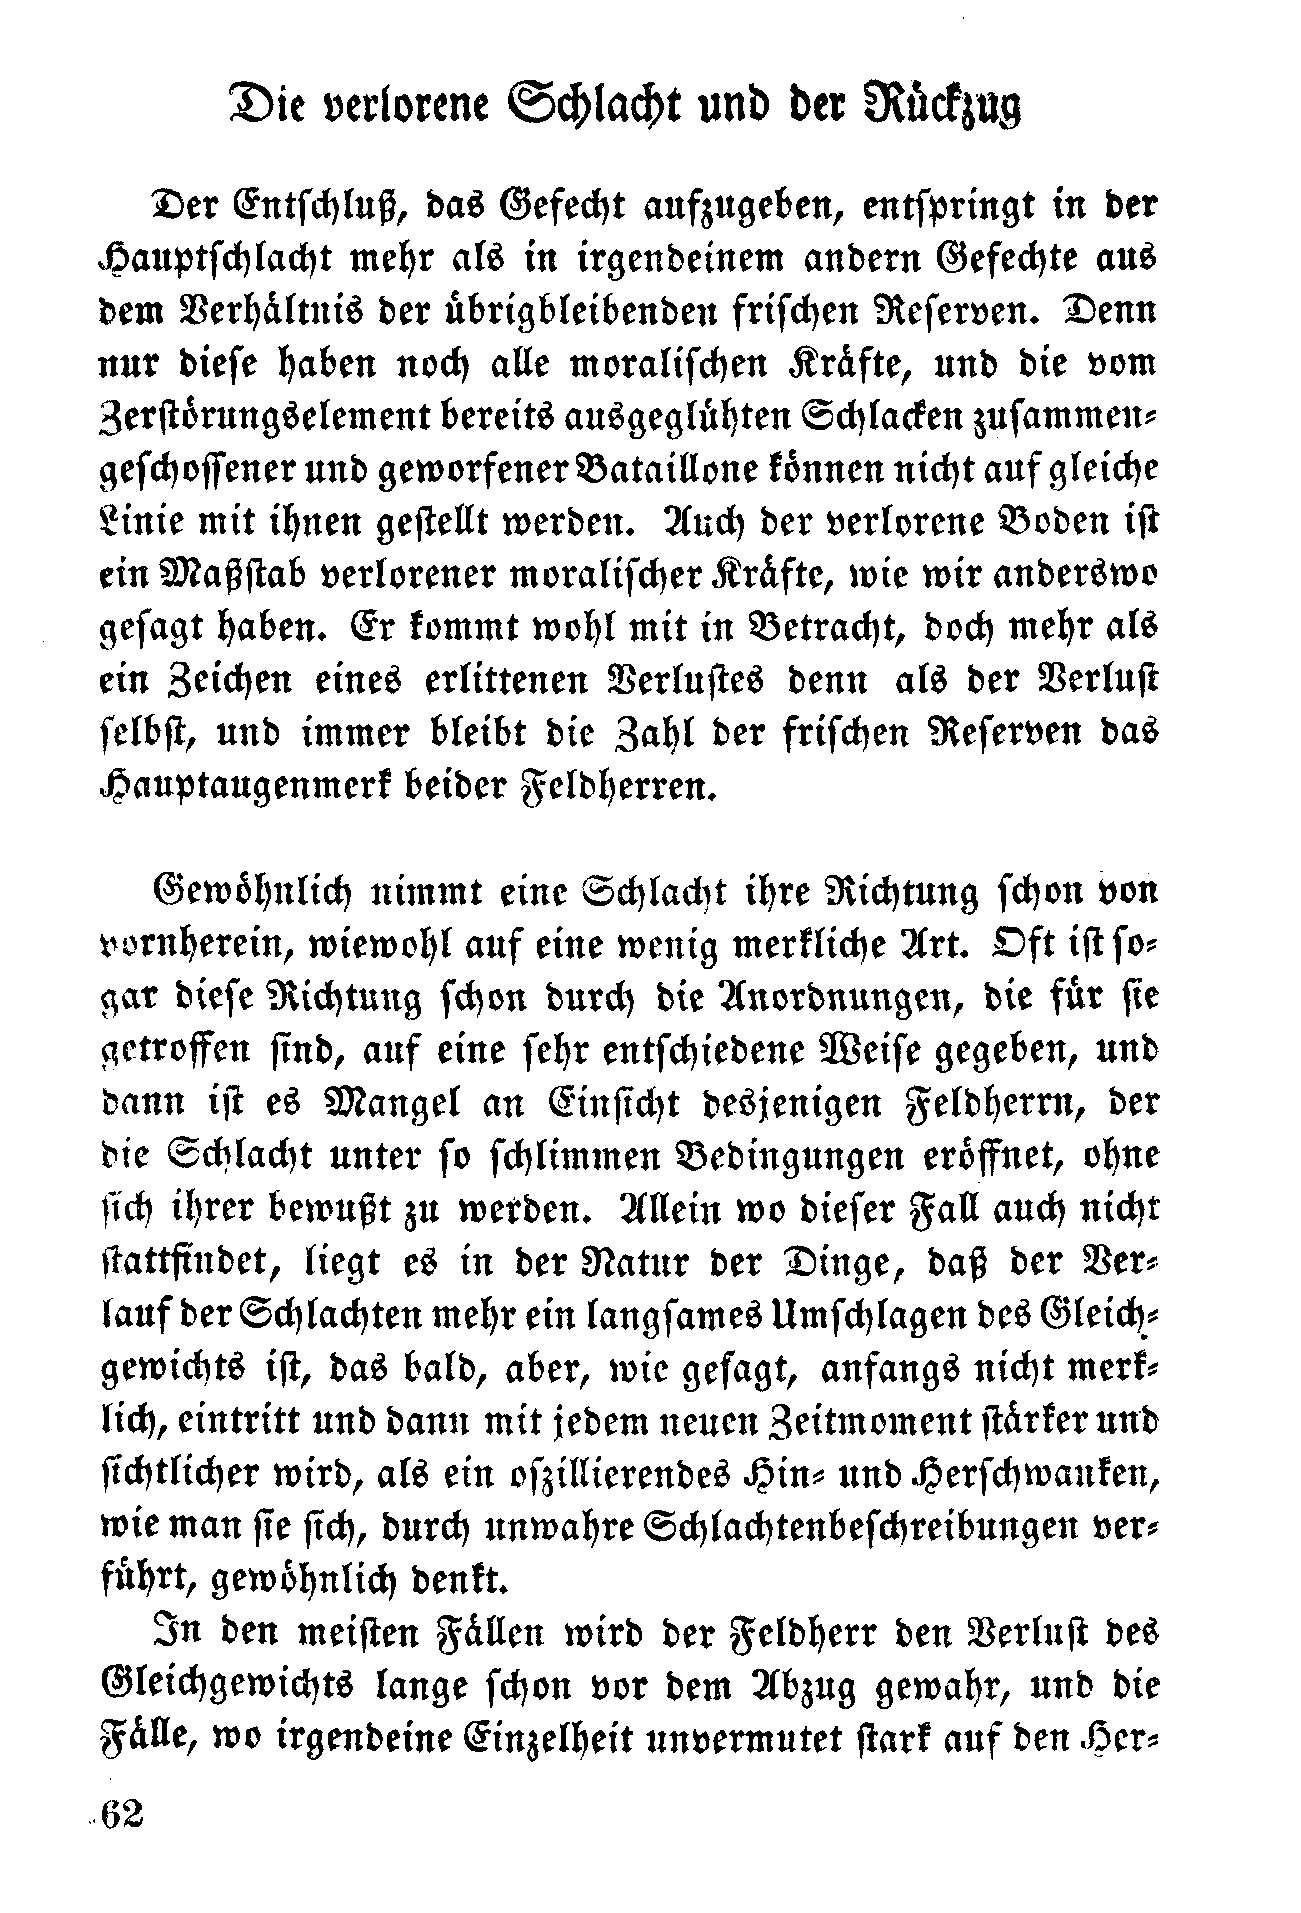 Die verlorene Schlacht und der Rückzug
Der Entschluß, das Gefecht aufzugeben, entspringt in der
Hauptschlacht mehr als in irgendeinem andern Gefechte aus
dem Verhältnis der übrigbleibenden frischen Reserven. Denn
nur diese haben noch alle moralischen Kräfte, und die vom
Zerstörungselement bereits ausgeglühten Schlacken zusammen-
geschossener und geworfener Bataillone können nicht auf gleiche
Linie mit ihnen gestellt werden. Auch der verlorene Boden ist
ein Maßstab verlorener moralischer Kräfte, wie wir anderswo
gesagt haben. Er kommt wohl mit in Betracht, doch mehr als
ein Zeichen eines erlittenen Verlustes denn als der Verlust
selbst, und immer bleibt die Zahl der frischen Reserven das
Hauptaugenmerk beider Feldherren.
Gewöhnlich nimmt eine Schlacht ihre Richtung schon von
vornherein, wiewohl auf eine wenig merkliche Art. Oft ist so-
gar diese Richtung schon durch die Anordnungen, die für sie
getroffen sind, auf eine sehr entschiedene Weise gegeben, und
dann ist es Mangel an Einsicht desjenigen Feldherrn, der
die Schlacht unter so schlimmen Bedingungen eröffnet, ohne
sich ihrer bewußt zu werden. Allein wo dieser Fall auch nicht
stattfindet, liegt es in der Natur der Dinge, daß der Ver-
lauf der Schlachten mehr ein langsames Umschlagen des Gleich-
gewichts ist, das bald, aber, wie gesagt, anfangs nicht merk-
lich, eintritt und dann mit jedem neuen Zeitmoment stärker und
sichtlicher wird, als ein oszillierendes Hin- und Herschwanken,
wie man sie sich, durch unwahre Schlachtenbeschreibungen ver-
führt, gewöhnlich denkt.
In den meisten Fällen wird der Feldherr den Verlust des
Gleichgewichts lange schon vor dem Abzug gewahr, und die
Fälle, wo irgendeine Einzelheit unvermutet stark auf den Her-
62